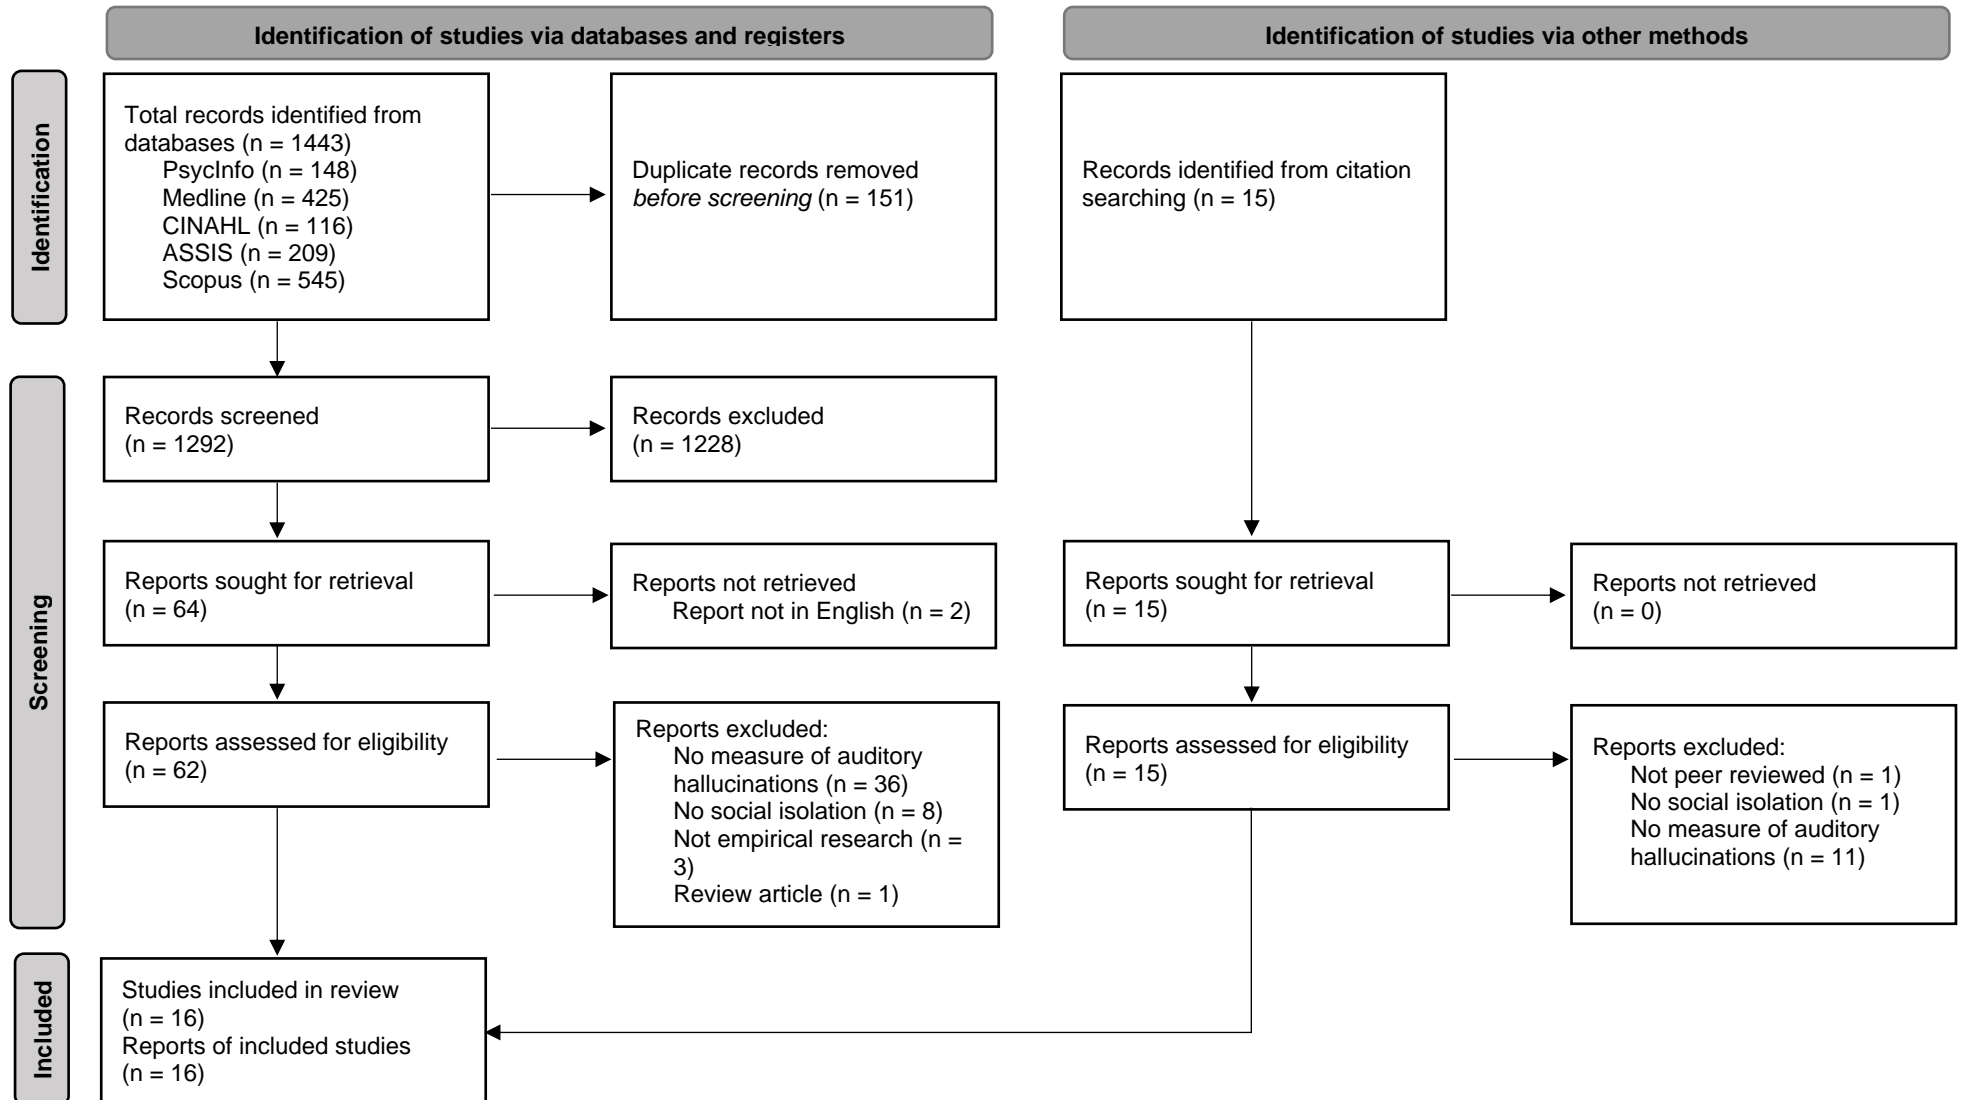 Identification of studies via databases and registers
Identification of studies via other methods
Identification
Total records identified from
databases (n = 1443)
PsycInfo (n = 148)
Medline (n = 425)
CINAHL (n = 116)
ASSIS (n = 209)
Scopus (n = 545)
Duplicate records removed
before screening (n = 151)
Records identified from citation
searching (n = 15)
Screening
Records screened
(n = 1292)
Records excluded
(n = 1228)
Reports sought for retrieval
(n = 64)
Reports not retrieved
Report not in English (n = 2)
Reports sought for retrieval
(n = 15)
Reports not retrieved
(n = 0)
Reports assessed for eligibility
(n = 62)
Reports excluded:
No measure of auditory
hallucinations (n = 36)
No social isolation (n = 8)
Not empirical research (n =
3)
Review article (n = 1)
Reports assessed for eligibility
(n = 15)
Reports excluded:
Not peer reviewed (n = 1)
No social isolation (n = 1)
No measure of auditory
hallucinations (n = 11)
Included
Studies included in review
(n = 16)
Reports of included studies
(n = 16)